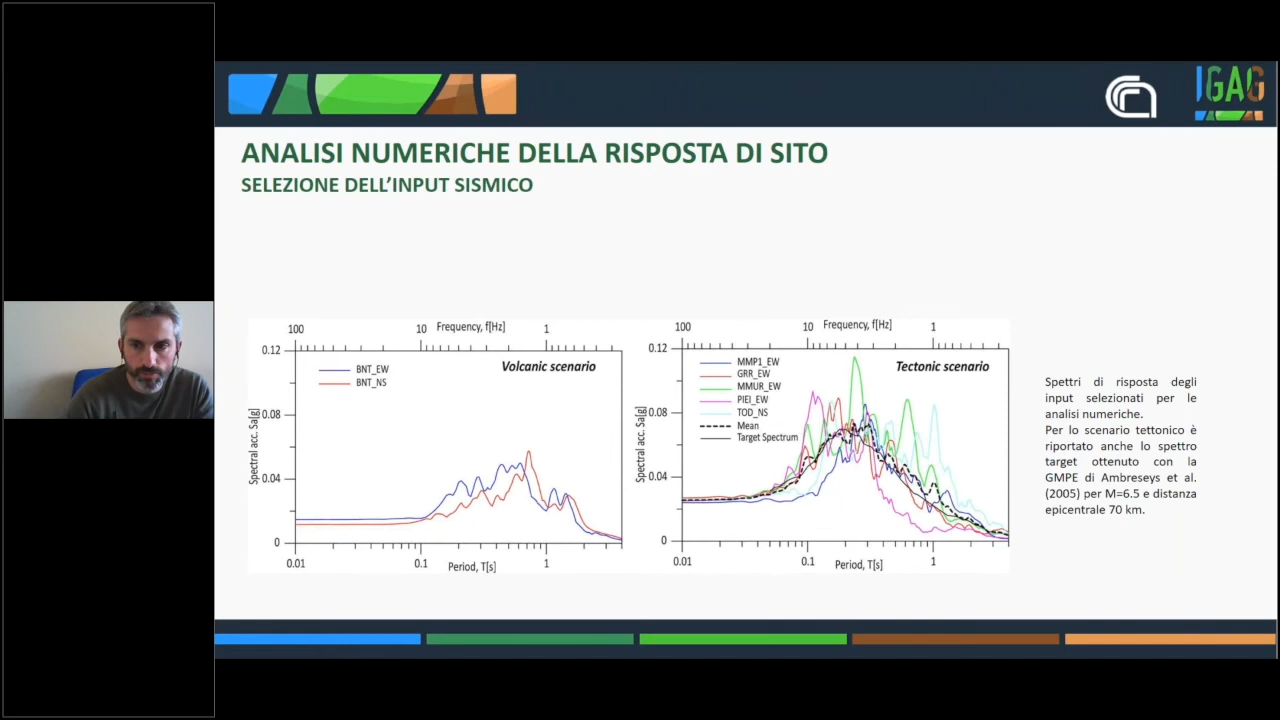 IGAG
ANALISI NUMERICHE DELLA RISPOSTA DI SITO
SELEZIONE DELL'INPUT SISMICO
100 10 Frequency, f[Hz] 1
0.12
BNT_EW
BNT_NS
Volcanic scenario
Spectral acc. Sa[g]
0.08
0.04
0
0.01 0.1 Period, T[s] 1
100 10 Frequency, f[Hz] 1
0.12
MMP1_EW
GRR_EW
MMUR_EW
PIEI_EW
TOD_NS
Mean
Target Spectrum
Tectonic scenario
Spectral acc. Sa[g]
0.08
0.04
0
0.01 0.1 Period, T[s] 1
Spettri di risposta degli
input selezionati per le
analisi numeriche.
Per lo scenario tettonico è
riportato anche lo spettro
target ottenuto con la
GMPE di Ambreseys et al.
(2005) per M=6.5 e distanza
epicentrale 70 km.